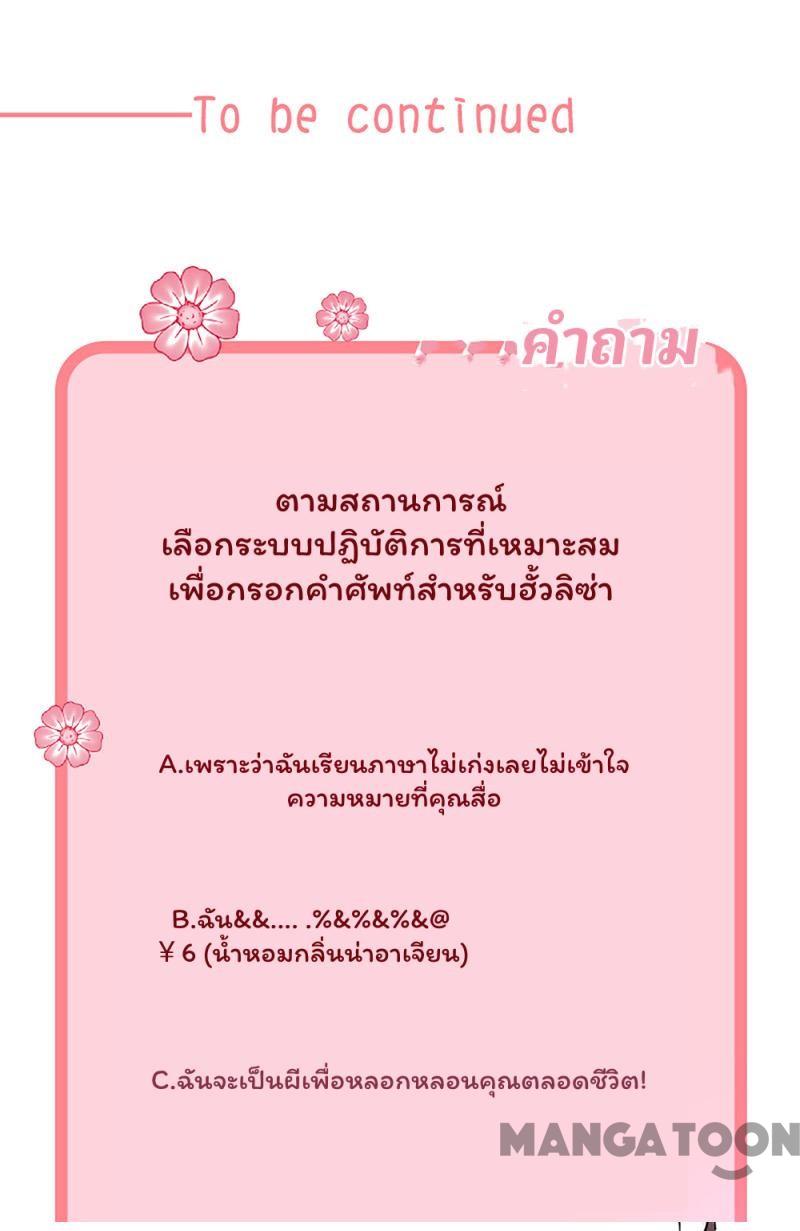 To be continued
คำถาม
ตามสถานการณ์
เลือกระบบปฏิบัติการที่เหมาะสม
เพื่อกรอกคำศัพท์สำหรับฮั้วลิซ่า
A.เพราะว่าฉันเรียนภาษาไม่เก่งเลยไม่เข้าใจ
ความหมายที่คุณสื่อ
B.ฉัน&&.... .%&%&%&@
￥6 (น้ำหอมกลิ่นน่าอาเจียน)
C.ฉันจะเป็นผีเพื่อหลอกหลอนคุณตลอดชีวิต!
MANGATOON